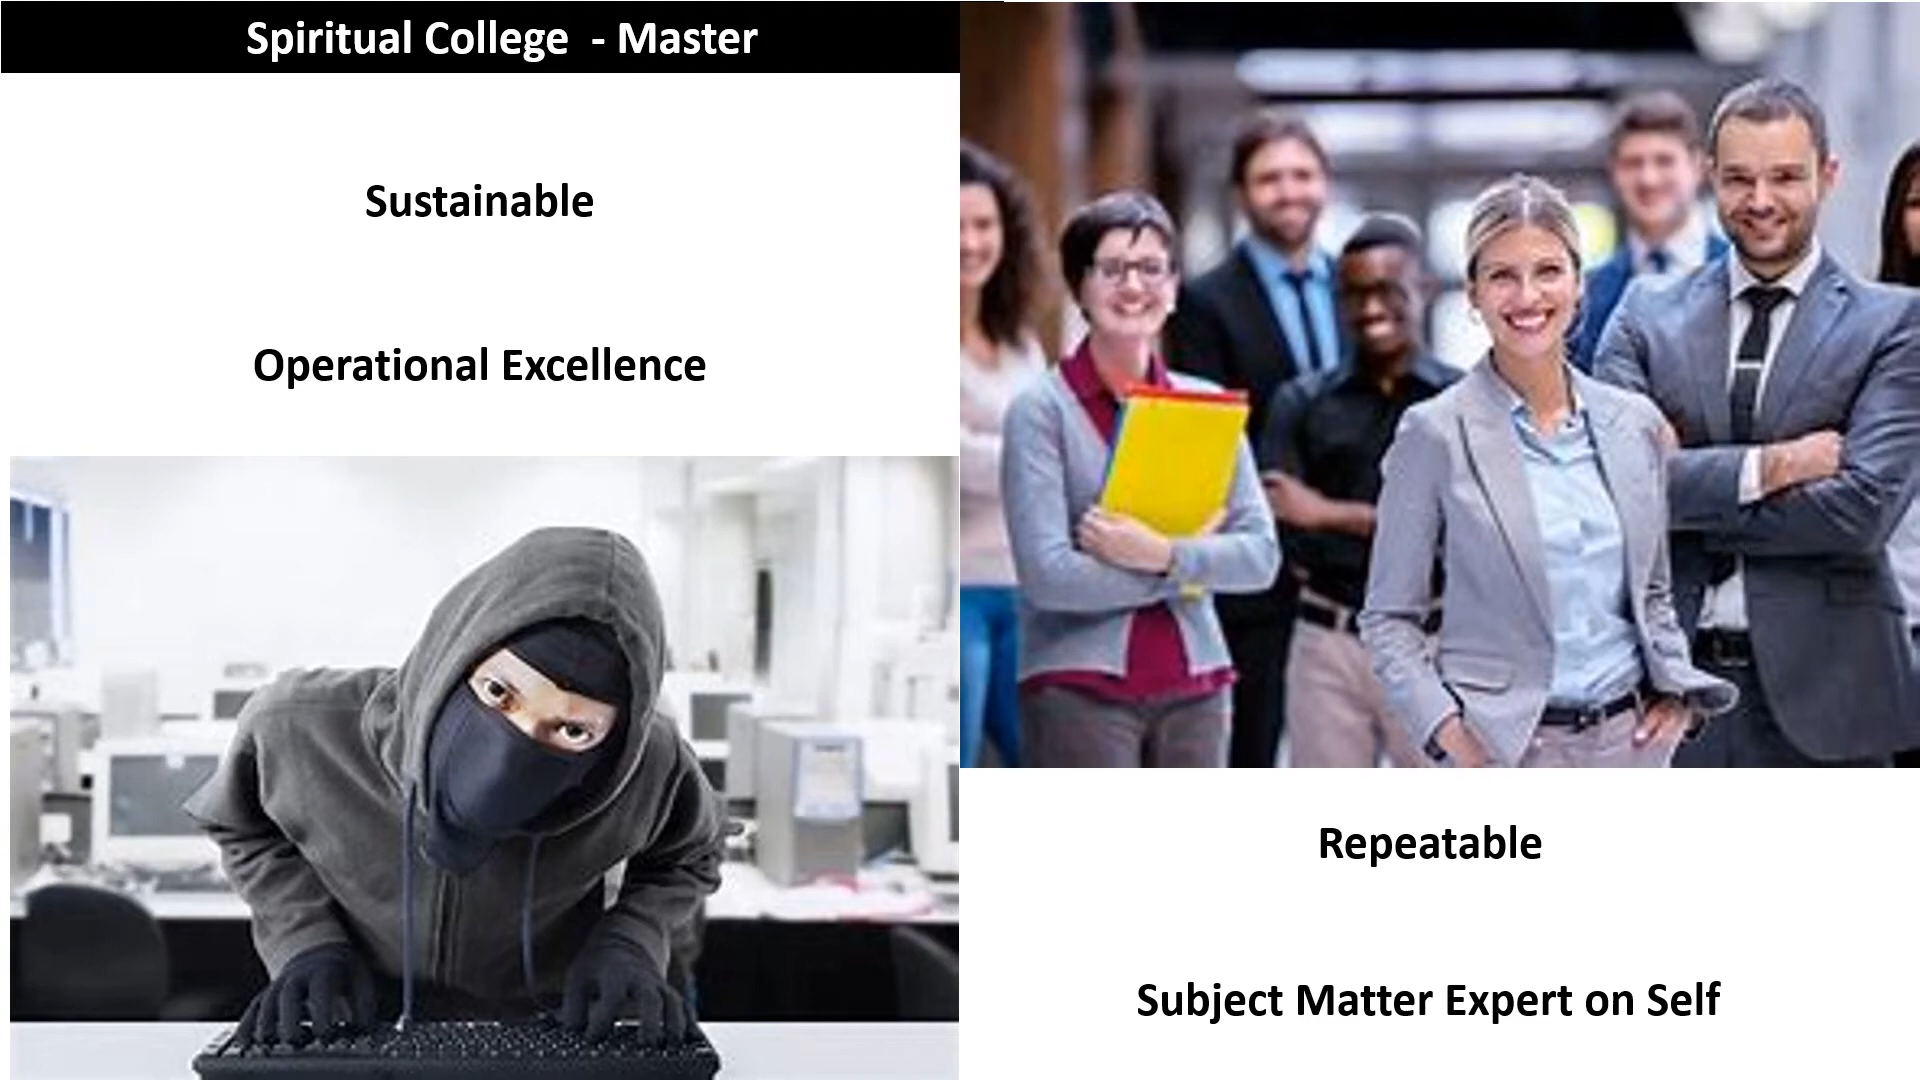 Spiritual College  - Master
Sustainable
Operational Excellence
Repeatable
Subject Matter Expert on Self